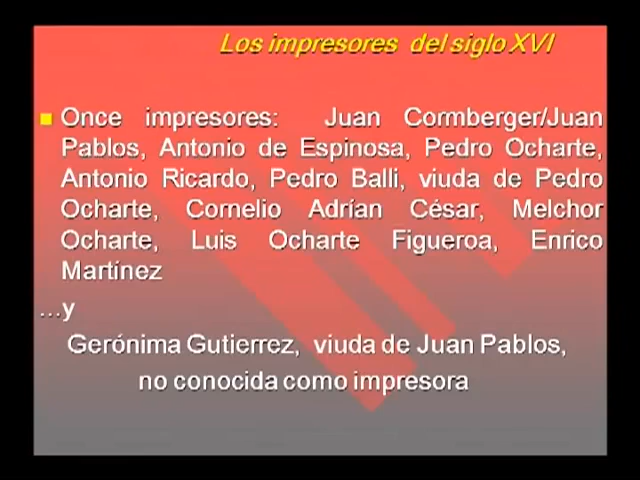 Los impresores del siglo XVI
Once impresores: Juan Cormberger/Juan
Pablos, Antonio de Espinosa, Pedro Ocharte,
Antonio Ricardo, Pedro Balli, viuda de Pedro
Ocharte, Cornelio Adrían César, Melchor
Ocharte, Luis Ocharte Figueroa, Enrico
Martínez
...y
Gerónima Gutierrez, viuda de Juan Pablos,
no conocida como impresora